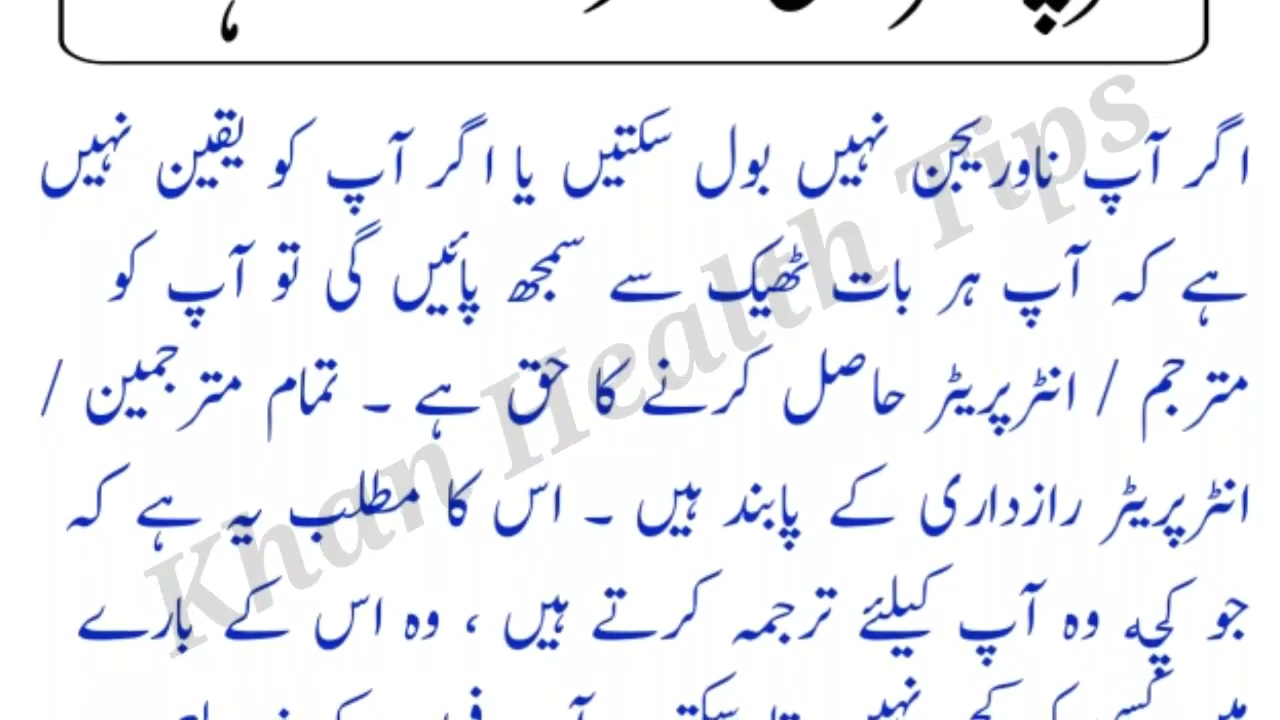 اگر آپ ناوریجن نہیں بول سکتیں یا اگر آپ کو یقین نہیں
ہے کہ آپ ہر بات ٹھیک سے سمجھ پائیں گی تو آپ کو
مترجم / انٹرپریٹر حاصل کرنے کا حق ہے ۔ تمام مترجمین /
انٹرپریٹر رازداری کے پابند ہیں ۔ اس کا مطلب یہ ہے کہ
جو کچھ وہ آپ کیلئے ترجمہ کرتے ہیں ، وہ اس کے بارے
Khan Health Tips